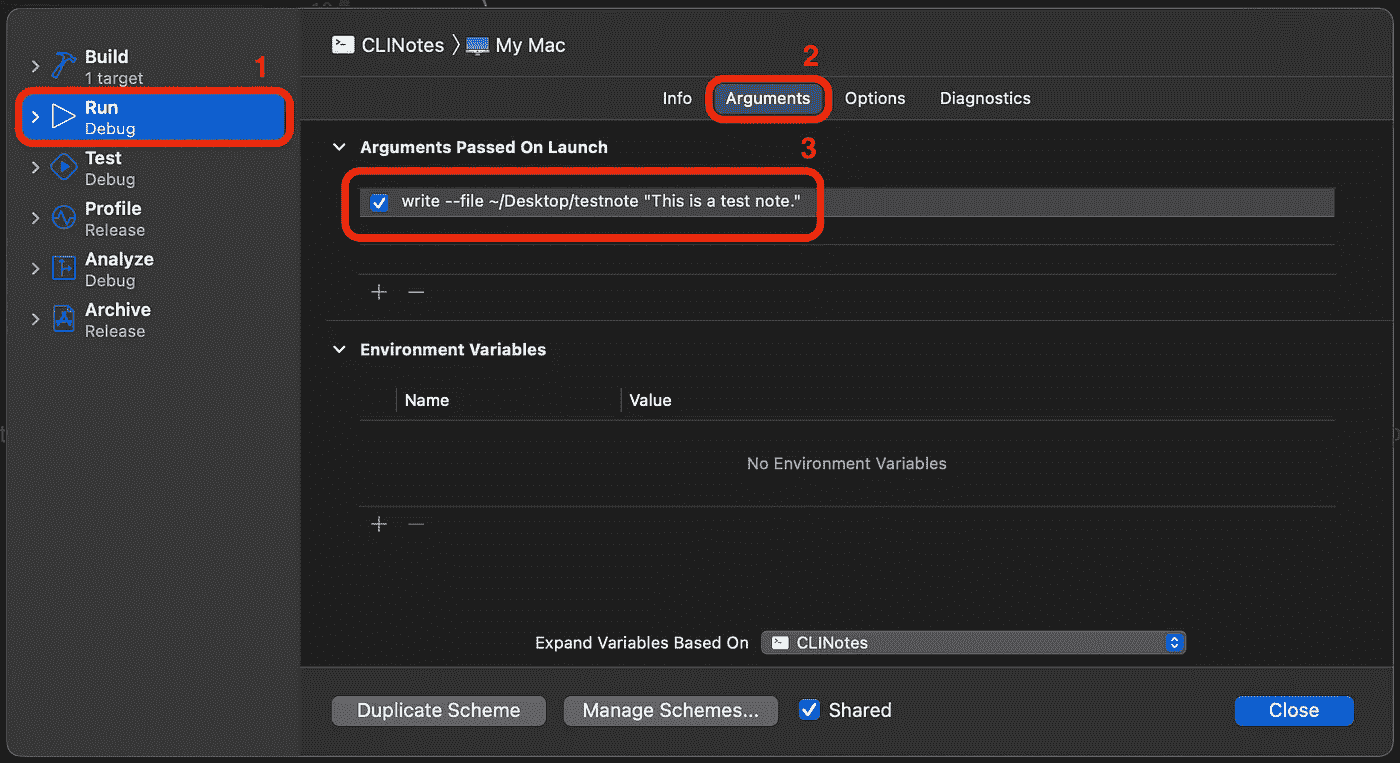 CLINotes 〉 My Mac
Build
1 target
1
Run
Debug
Test
Debug
Profile
Release
Analyze
Debug
Archive
Release
2
Info Arguments Options Diagnostics
Arguments Passed On Launch
3
write --file ~/Desktop/testnote "This is a test note."
Environment Variables
Name Value
No Environment Variables
Expand Variables Based On CLINotes
Duplicate Scheme Manage Schemes... Shared Close